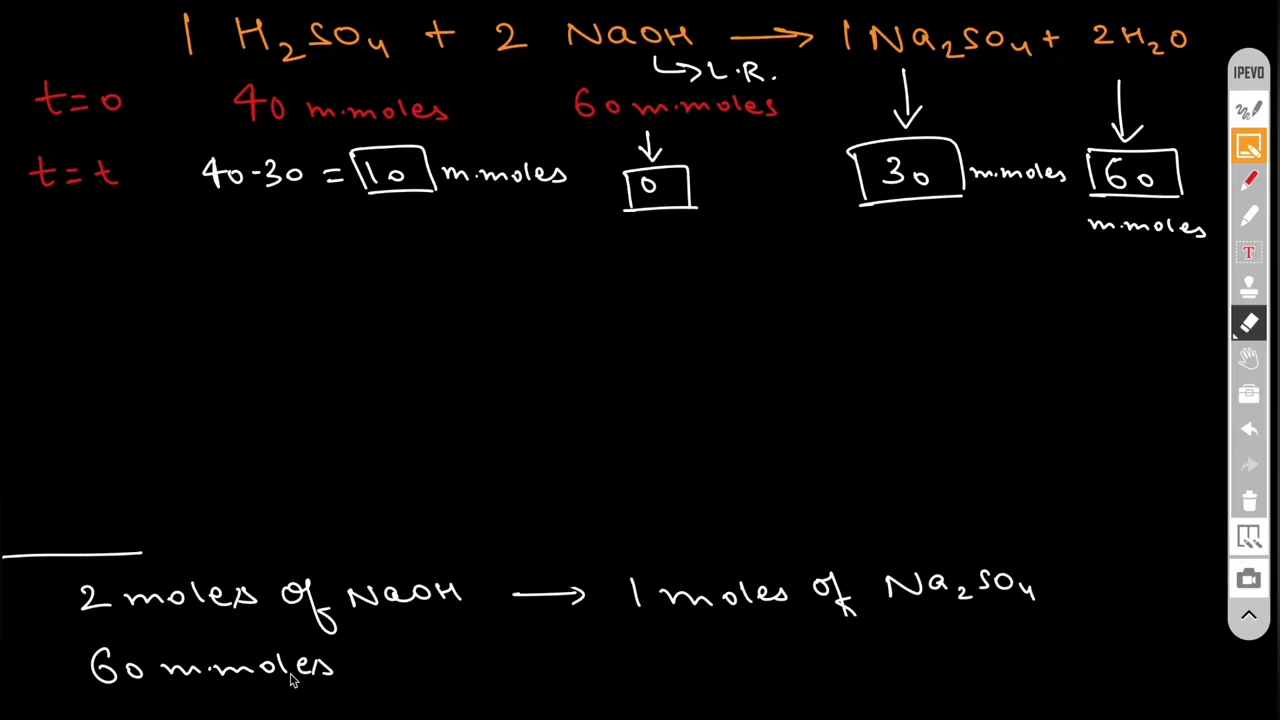 1 H₂SO₄ + 2 NaOH → 1 Na₂SO₄ + 2H₂O
↳ L.R.
t=0 40 m.moles 60 m.moles
t=t 40-30 = 10 m.moles 0 30 m.moles 60
m.moles
2 moles of NaOH → 1 moles of Na₂SO₄
60 m.moles
IPEVO
T